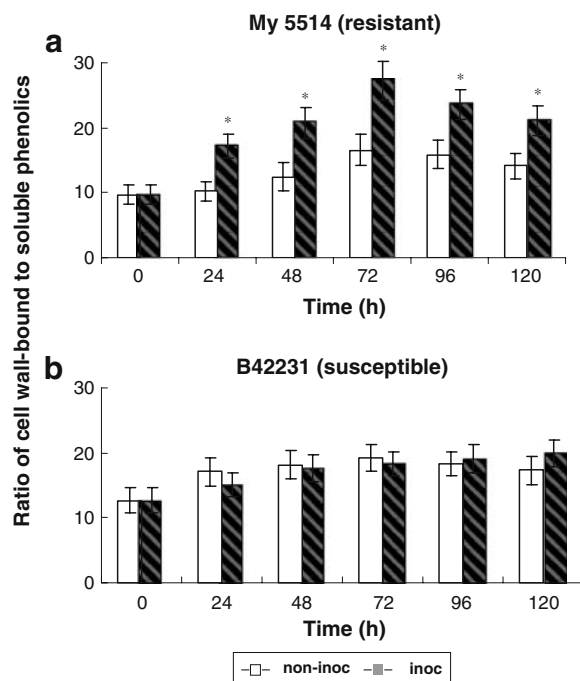 a
My 5514 (resistant)
Ratio of cell wall-bound to soluble phenolics
30
20
10
0
* * * * *
0 24 48 72 96 120
Time (h)
b
B42231 (susceptible)
30
20
10
0
0 24 48 72 96 120
Time (h)
non-inoc inoc